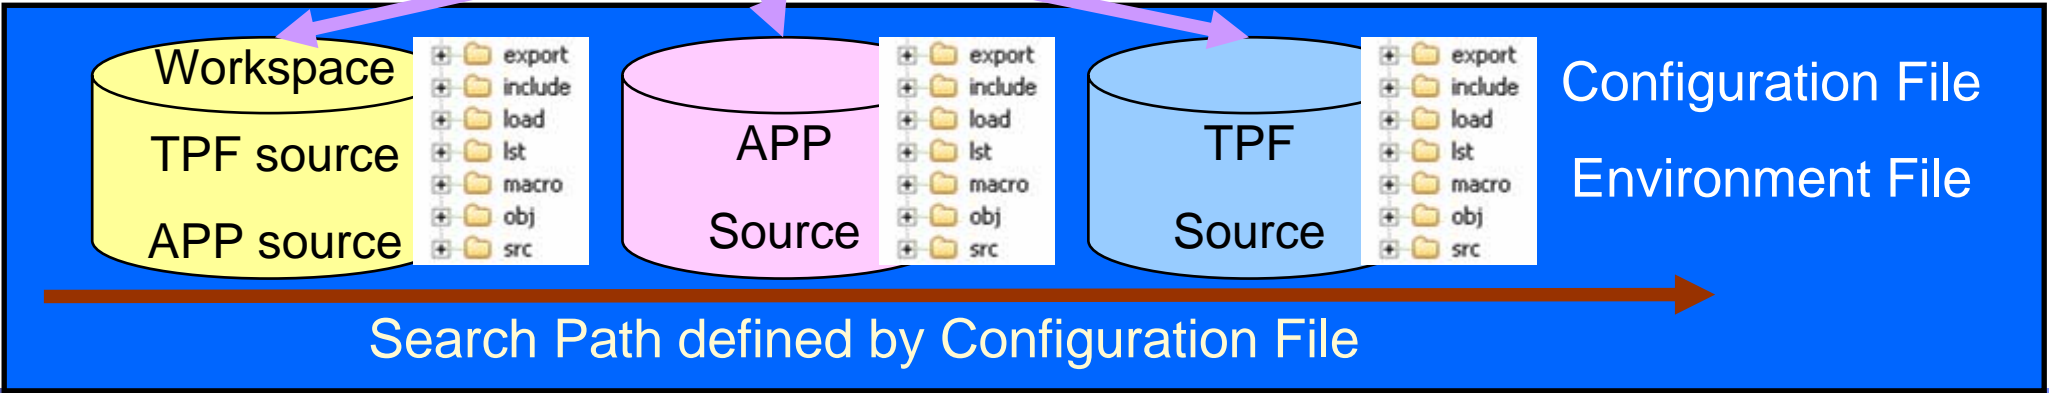 Workspace
TPF source
APP source
export
include
load
lst
macro
obj
src
APP
Source
export
include
load
lst
macro
obj
src
TPF
Source
export
include
load
lst
macro
obj
src
Configuration File
Environment File
Search Path defined by Configuration File